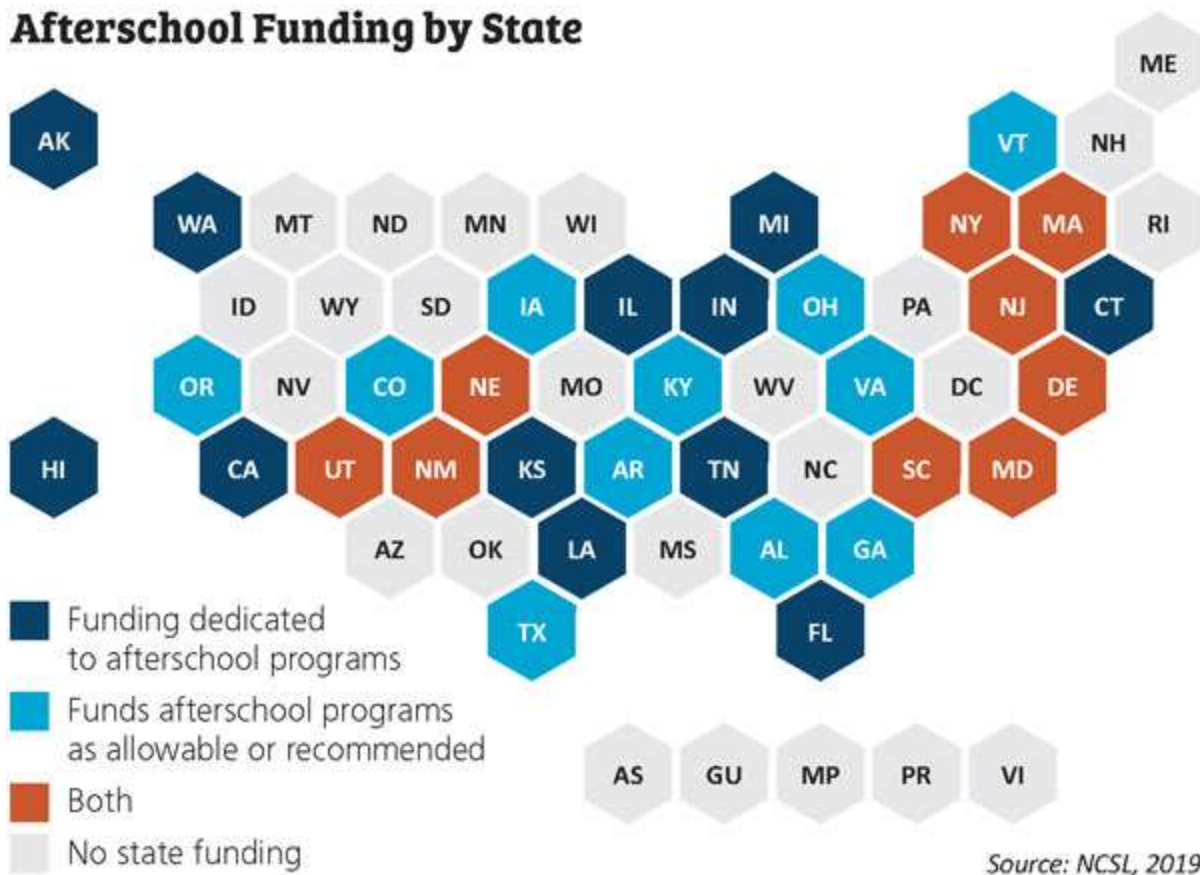 Afterschool Funding by State
ME
AK
VT NH
WA MT ND MN WI MI NY MA RI
ID WY SD IA IL IN OH PA NJ CT
OR NV CO NE MO KY WV VA DC DE
HI CA UT NM KS AR TN NC SC MD
AZ OK LA MS AL GA
TX FL
Funding dedicated
to afterschool programs
Funds afterschool programs
as allowable or recommended
Both
No state funding
AS GU MP PR VI
Source: NCSL, 2019